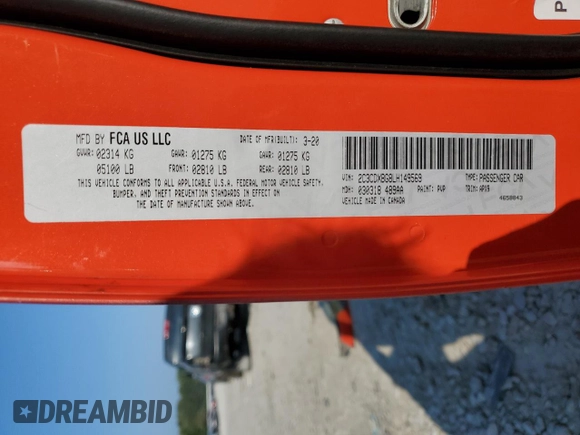 P
MFD BY FCA US LLC
DATE OF MFR(BUILT): 3-20
GVWR: 02314 KG
GAWR: 01275 KG
GAWR: 01275 KG
05100 LB
FRONT: 02810 LB
REAR: 02810 LB
THIS VEHICLE CONFORMS TO ALL APPLICABLE U.S.A. FEDERAL MOTOR VEHICLE SAFETY,
BUMPER, AND THEFT PREVENTION STANDARDS IN EFFECT ON
THE DATE OF MANUFACTURE SHOWN ABOVE.
VIN: 2C3CDXBG8LH149569
TYPE: PASSENGER CAR
MDH: 030318 489AA
PAINT: PVP
TRIM: APX9
VEHICLE MADE IN CANADA
4658843
DREAMBID